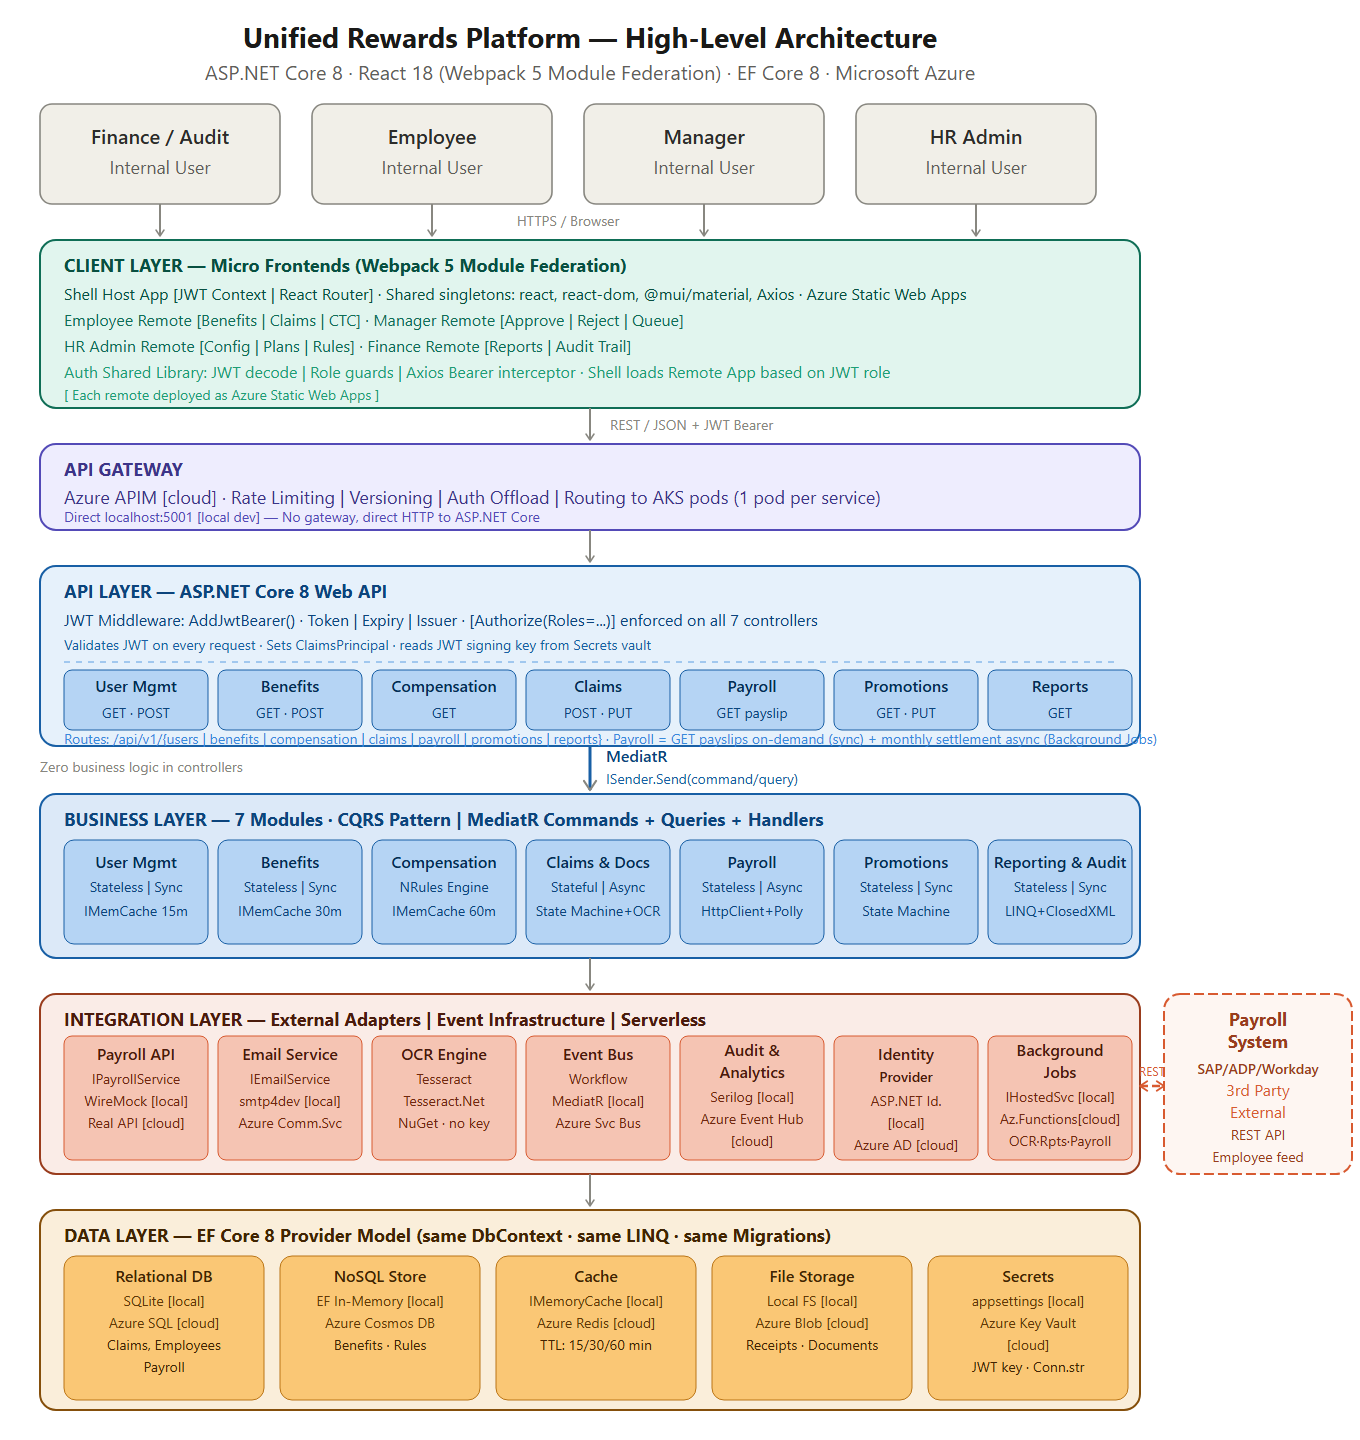 Unified Rewards Platform — High-Level Architecture
ASP.NET Core 8 · React 18 (Webpack 5 Module Federation) · EF Core 8 · Microsoft Azure
Finance / Audit
Internal User
Employee
Internal User
Manager
Internal User
HR Admin
Internal User
HTTPS / Browser
CLIENT LAYER — Micro Frontends (Webpack 5 Module Federation)
Shell Host App [JWT Context | React Router] · Shared singletons: react, react-dom, @mui/material, Axios · Azure Static Web Apps
Employee Remote [Benefits | Claims | CTC] · Manager Remote [Approve | Reject | Queue]
HR Admin Remote [Config | Plans | Rules] · Finance Remote [Reports | Audit Trail]
Auth Shared Library: JWT decode | Role guards | Axios Bearer interceptor · Shell loads Remote App based on JWT role
[ Each remote deployed as Azure Static Web Apps ]
REST / JSON + JWT Bearer
API GATEWAY
Azure APIM [cloud] · Rate Limiting | Versioning | Auth Offload | Routing to AKS pods (1 pod per service)
Direct localhost:5001 [local dev] — No gateway, direct HTTP to ASP.NET Core
API LAYER — ASP.NET Core 8 Web API
JWT Middleware: AddJwtBearer() · Token | Expiry | Issuer · [Authorize(Roles=...)] enforced on all 7 controllers
Validates JWT on every request · Sets ClaimsPrincipal · reads JWT signing key from Secrets vault
User Mgmt
GET · POST
Benefits
GET · POST
Compensation
GET
Claims
POST · PUT
Payroll
GET payslip
Promotions
GET · PUT
Reports
GET
Routes: /api/v1/{users | benefits | compensation | claims | payroll | promotions | reports} · Payroll = GET payslips on-demand (sync) + monthly settlement async (Background Jobs)
Zero business logic in controllers
MediatR
ISender.Send(command/query)
BUSINESS LAYER — 7 Modules · CQRS Pattern | MediatR Commands + Queries + Handlers
User Mgmt
Stateless | Sync
IMemCache 15m
Benefits
Stateless | Sync
IMemCache 30m
Compensation
NRules Engine
IMemCache 60m
Claims & Docs
Stateful | Async
State Machine+OCR
Payroll
Stateless | Async
HttpClient+Polly
Promotions
Stateless | Sync
State Machine
Reporting & Audit
Stateless | Sync
LINQ+ClosedXML
INTEGRATION LAYER — External Adapters | Event Infrastructure | Serverless
Payroll API
IPayrollService
WireMock [local]
Real API [cloud]
Email Service
IEmailService
smtp4dev [local]
Azure Comm.Svc
OCR Engine
Tesseract
Tesseract.Net
NuGet · no key
Event Bus
Workflow
MediatR [local]
Azure Svc Bus
Audit &
Analytics
Serilog [local]
Azure Event Hub
[cloud]
Identity
Provider
ASP.NET Id.
[local]
Azure AD [cloud]
Background
Jobs
IHostedSvc [local]
Az.Functions[cloud]
OCR·Rpts·Payroll
REST
Payroll
System
SAP/ADP/Workday
3rd Party
External
REST API
Employee feed
DATA LAYER — EF Core 8 Provider Model (same DbContext · same LINQ · same Migrations)
Relational DB
SQLite [local]
Azure SQL [cloud]
Claims, Employees
Payroll
NoSQL Store
EF In-Memory [local]
Azure Cosmos DB
Benefits · Rules
Cache
IMemoryCache [local]
Azure Redis [cloud]
TTL: 15/30/60 min
File Storage
Local FS [local]
Azure Blob [cloud]
Receipts · Documents
Secrets
appsettings [local]
Azure Key Vault
[cloud]
JWT key · Conn.str